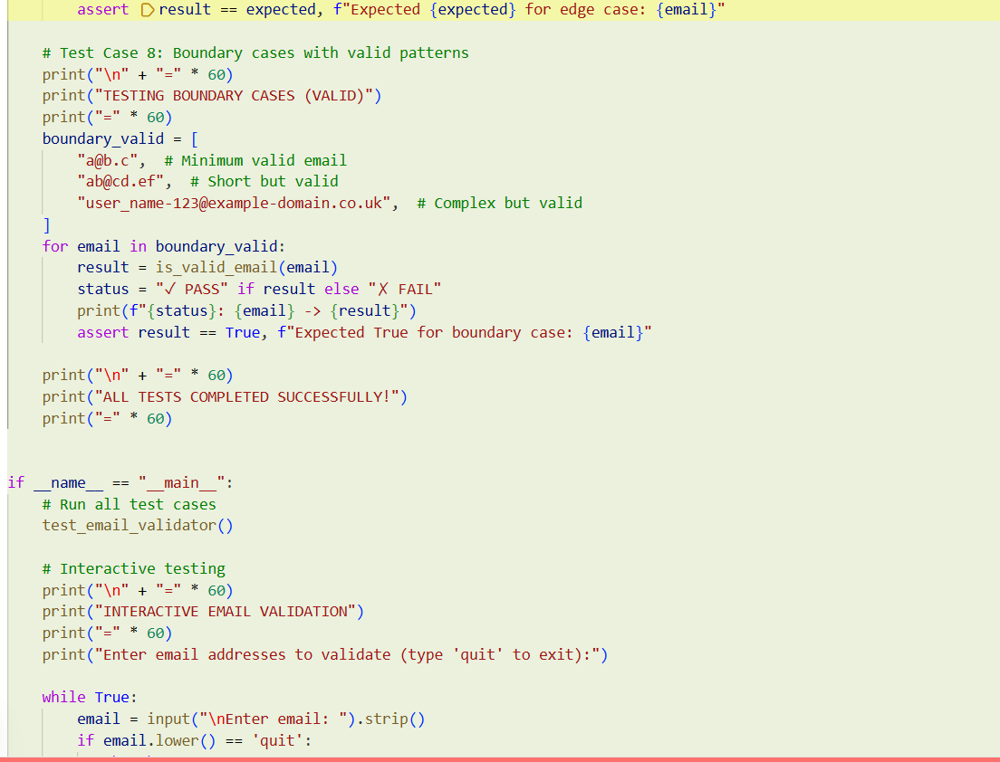 assert result == expected, f"Expected {expected} for edge case: {email}"

    # Test Case 8: Boundary cases with valid patterns
    print("\n" + "=" * 60)
    print("TESTING BOUNDARY CASES (VALID)")
    print("=" * 60)
    boundary_valid = [
        "a@b.c",  # Minimum valid email
        "ab@cd.ef",  # Short but valid
        "user_name-123@example-domain.co.uk",  # Complex but valid
    ]
    for email in boundary_valid:
        result = is_valid_email(email)
        status = "✓ PASS" if result else "✗ FAIL"
        print(f"{status}: {email} -> {result}")
        assert result == True, f"Expected True for boundary case: {email}"

    print("\n" + "=" * 60)
    print("ALL TESTS COMPLETED SUCCESSFULLY!")
    print("=" * 60)


if __name__ == "__main__":
    # Run all test cases
    test_email_validator()

    # Interactive testing
    print("\n" + "=" * 60)
    print("INTERACTIVE EMAIL VALIDATION")
    print("=" * 60)
    print("Enter email addresses to validate (type 'quit' to exit):")

    while True:
        email = input("\nEnter email: ").strip()
        if email.lower() == 'quit':